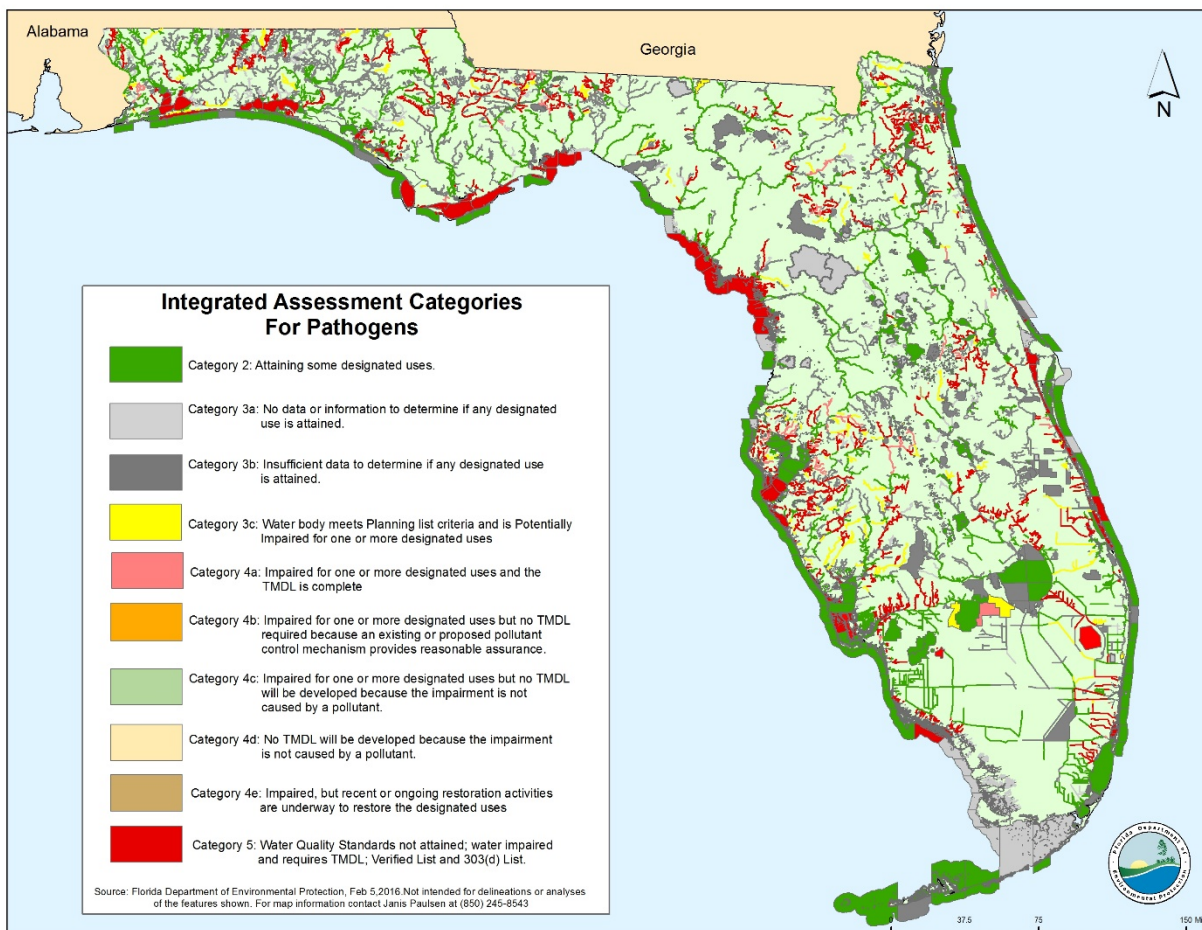 Alabama
Georgia
N
Integrated Assessment Categories
For Pathogens
Category 2: Attaining some designated uses.
Category 3a: No data or information to determine if any designated
use is attained.
Category 3b: Insufficient data to determine if any designated use
is attained.
Category 3c: Water body meets Planning list criteria and is Potentially
Impaired for one or more designated uses
Category 4a: Impaired for one or more designated uses and the
TMDL is complete
Category 4b: Impaired for one or more designated uses but no TMDL
required because an existing or proposed pollutant
control mechanism provides reasonable assurance.
Category 4c: Impaired for one or more designated uses but no TMDL
will be developed because the impairment is not
caused by a pollutant.
Category 4d: No TMDL will be developed because the impairment
is not caused by a pollutant.
Category 4e: Impaired, but recent or ongoing restoration activities
are underway to restore the designated uses
Category 5: Water Quality Standards not attained; water impaired
and requires TMDL; Verified List and 303(d) List.
Source: Florida Department of Environmental Protection, Feb 5,2016.Not intended for delineations or analyses
of the features shown. For map information contact Janis Paulsen at (850) 245-8543
Florida Department of
Environmental Protection
0 37.5 75 150 Mi